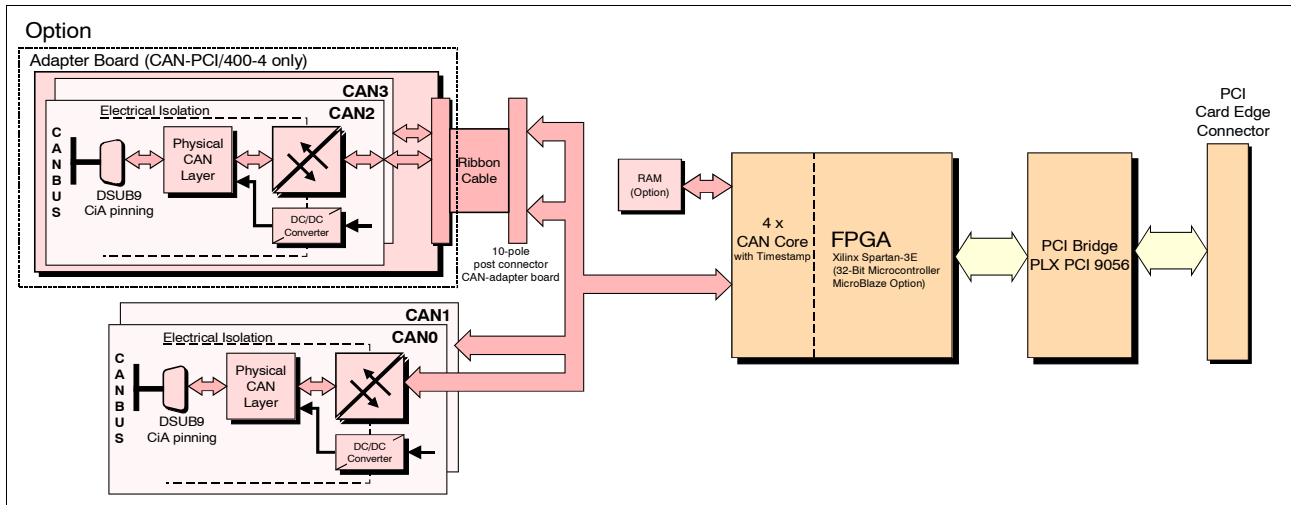 Option
Adapter Board (CAN-PCI/400-4 only)
CAN3
Electrical Isolation
CAN2
CANBUS
Physical
CAN
Layer
DSUB9
CiA pinning
DC/DC
Converter
Ribbon
Cable
10-pole
post connector
CAN-adapter board
CAN1
Electrical Isolation
CAN0
CANBUS
Physical
CAN
Layer
DSUB9
CiA pinning
DC/DC
Converter
RAM
(Option)
4 x
CAN Core
with Timestamp
FPGA
Xilinx Spartan-3E
(32-Bit Microcontroller
MicroBlaze Option)
PCI Bridge
PLX PCI 9056
PCI
Card Edge
Connector